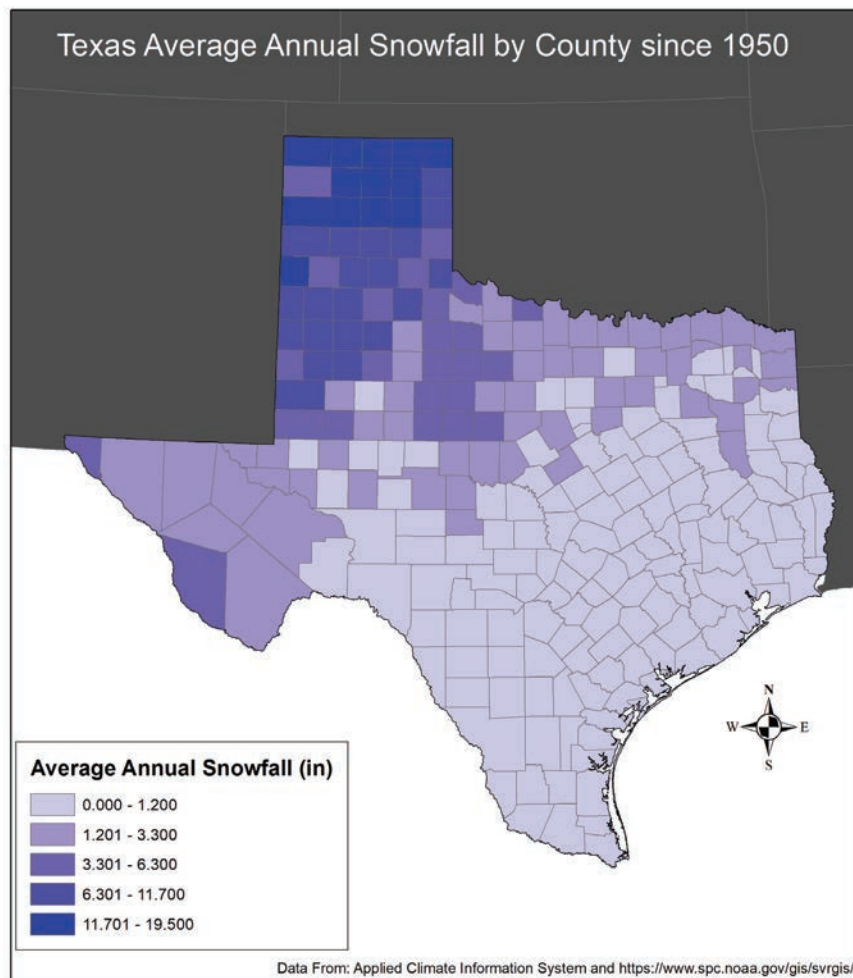 Texas Average Annual Snowfall by County since 1950
N
W E
S
Average Annual Snowfall (in)
0.000 - 1.200
1.201 - 3.300
3.301 - 6.300
6.301 - 11.700
11.701 - 19.500
Data From: Applied Climate Information System and https://www.spc.noaa.gov/gis/svrgis/